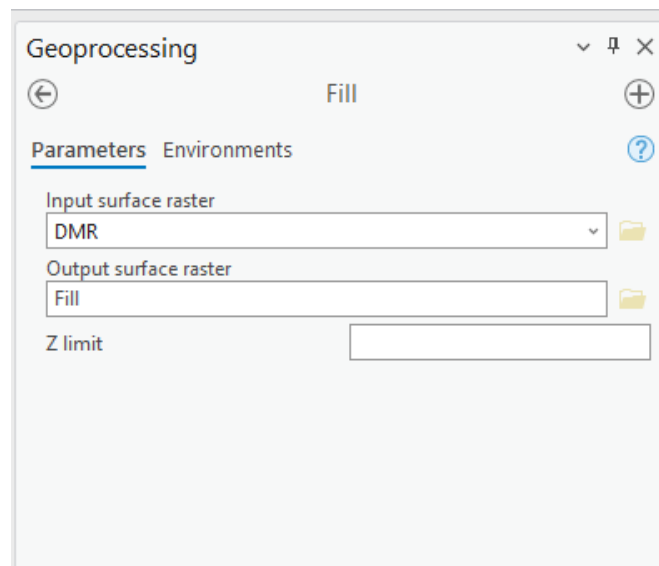 Geoprocessing
Fill
Parameters Environments
Input surface raster
DMR
Output surface raster
Fill
Z limit